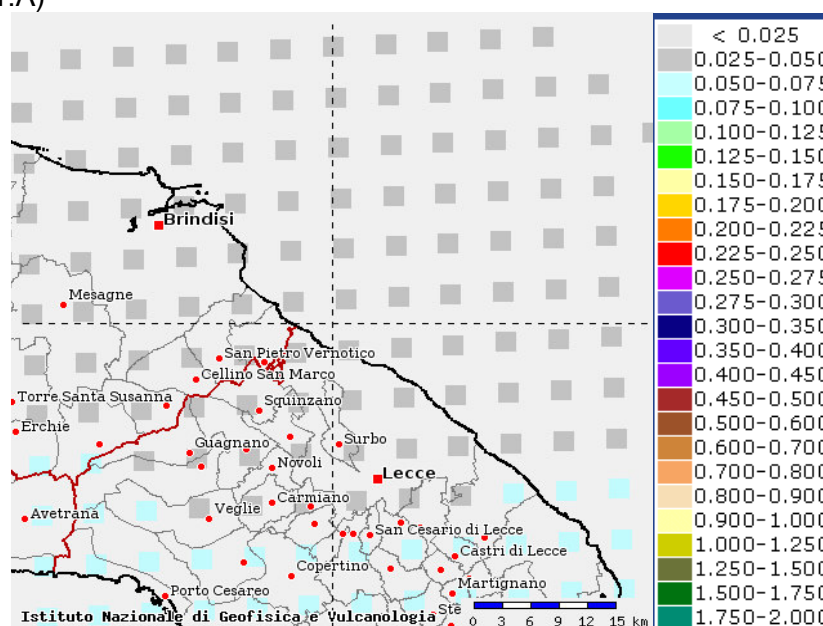 Brindisi
Mesagne
San Pietro Vernotico
Cellino San Marco
Torre Santa Susanna
Squinzano
Erchie
Guagnano
Surbo
Novoli
Lecce
Carmiano
Avetrana
Veglie
San Cesario di Lecce
Castri di Lecce
Copertino
Martignano
Porto Cesareo
Ste
Istituto Nazionale di Geofisica e Vulcanologia
0 3 6 9 12 15 km
< 0.025
0.025-0.050
0.050-0.075
0.075-0.100
0.100-0.125
0.125-0.150
0.150-0.175
0.175-0.200
0.200-0.225
0.225-0.250
0.250-0.275
0.275-0.300
0.300-0.350
0.350-0.400
0.400-0.450
0.450-0.500
0.500-0.600
0.600-0.700
0.700-0.800
0.800-0.900
0.900-1.000
1.000-1.250
1.250-1.500
1.500-1.750
1.750-2.000